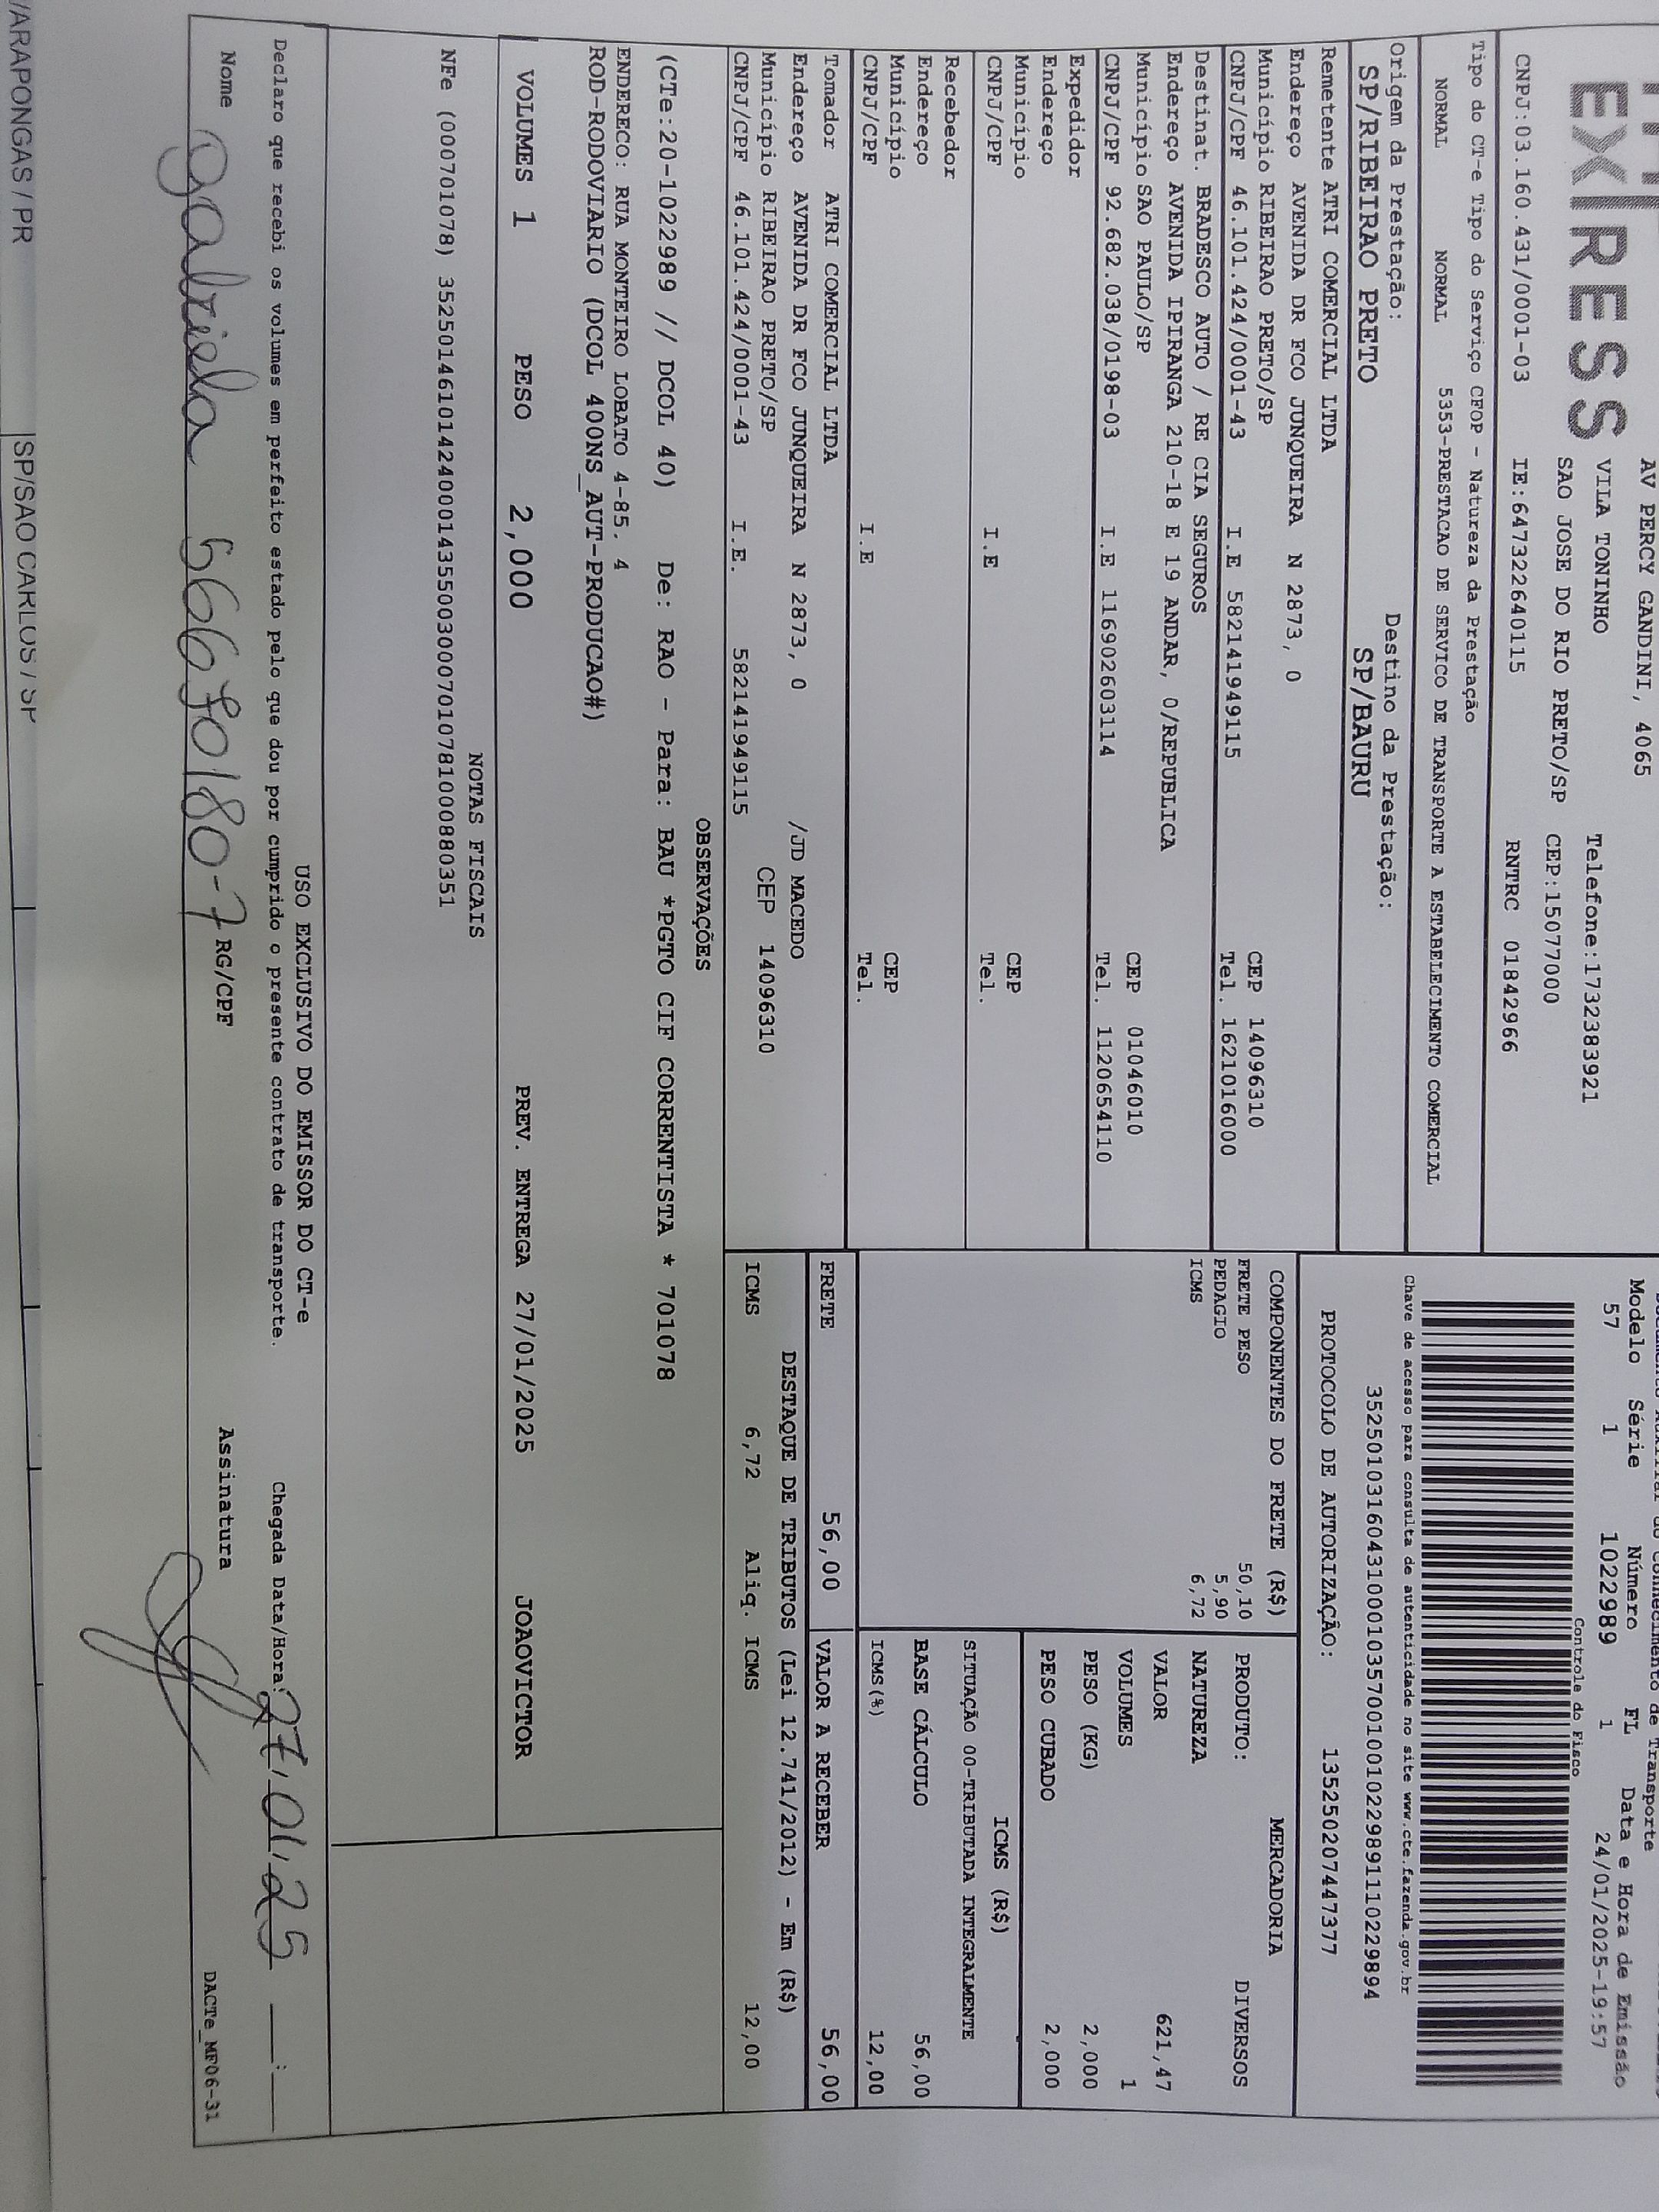 EX|RESS
AV PERCY GANDINI, 4065
VILA TONINHO Telefone:1732383921
SAO JOSE DO RIO PRETO/SP CEP:15077000
CNPJ:03.160.431/0001-03 IE:647322640115 RNTRC 01842966
Modelo Série Número FL Data e Hora de Emissão
57 1 1022989 1 24/01/2025-19:57
Controle do Fisco
Tipo do CT-e Tipo do Serviço CFOP - Natureza da Prestação
NORMAL NORMAL 5353-PRESTACAO DE SERVICO DE TRANSPORTE A ESTABELECIMENTO COMERCIAL
Chave de acesso para consulta de autenticidade no site www.cte.fazenda.gov.br
35250103160431000103570010010229891110229894
Origem da Prestação: Destino da Prestação:
SP/RIBEIRAO PRETO SP/BAURU
PROTOCOLO DE AUTORIZAÇÃO: 135250207447377
Remetente ATRI COMERCIAL LTDA
Endereço AVENIDA DR FCO JUNQUEIRA N 2873, 0
Município RIBEIRAO PRETO/SP CEP 14096310
CNPJ/CPF 46.101.424/0001-43 I.E 582141949115 Tel. 1621016000
Destinat. BRADESCO AUTO / RE CIA SEGUROS
Endereço AVENIDA IPIRANGA 210-18 E 19 ANDAR, 0/REPUBLICA
Município SAO PAULO/SP CEP 01046010
CNPJ/CPF 92.682.038/0198-03 I.E 116902603114 Tel. 1120654110
Expedidor
Endereço
Município CEP
CNPJ/CPF I.E Tel.
Recebedor
Endereço
Município CEP
CNPJ/CPF I.E Tel.
Tomador ATRI COMERCIAL LTDA
Endereço AVENIDA DR FCO JUNQUEIRA N 2873, 0 /JD MACEDO
Município RIBEIRAO PRETO/SP CEP 14096310
CNPJ/CPF 46.101.424/0001-43 I.E. 582141949115
COMPONENTES DO FRETE (R$)
FRETE PESO 50,10
PEDAGIO 5,90
ICMS 6,72
MERCADORIA
PRODUTO: DIVERSOS
NATUREZA
VALOR 621,47
VOLUMES 1
PESO (KG) 2,000
PESO CUBADO 2,000
ICMS (R$)
SITUAÇÃO 00-TRIBUTADA INTEGRALMENTE
BASE CÁLCULO 56,00
ICMS(%) 12,00
FRETE 56,00 VALOR A RECEBER 56,00
DESTAQUE DE TRIBUTOS (Lei 12.741/2012) - Em (R$)
ICMS 6,72 Aliq. ICMS 12,00
OBSERVAÇÕES
(CTe:20-1022989 // DCOL 40) De: RAO - Para: BAU *PGTO CIF CORRENTISTA * 701078
ENDERECO: RUA MONTEIRO LOBATO 4-85. 4
ROD-RODOVIARIO (DCOL 400NS_AUT-PRODUCAO#)
VOLUMES 1 PESO 2,000 PREV. ENTREGA 27/01/2025 JOAOVICTOR
NOTAS FISCAIS
NFe (000701078) 35250146101424000143550030007010781000880351
USO EXCLUSIVO DO EMISSOR DO CT-e
Declaro que recebi os volumes em perfeito estado pelo que dou por cumprido o presente contrato de transporte. Chegada Data/Hora: 27.01.25 ___:___
Nome gabriela 56670180-7 RG/CPF Assinatura
DACTe_MF06-31
/ARAPONGAS / PR SP/SAO CARLOS / SP